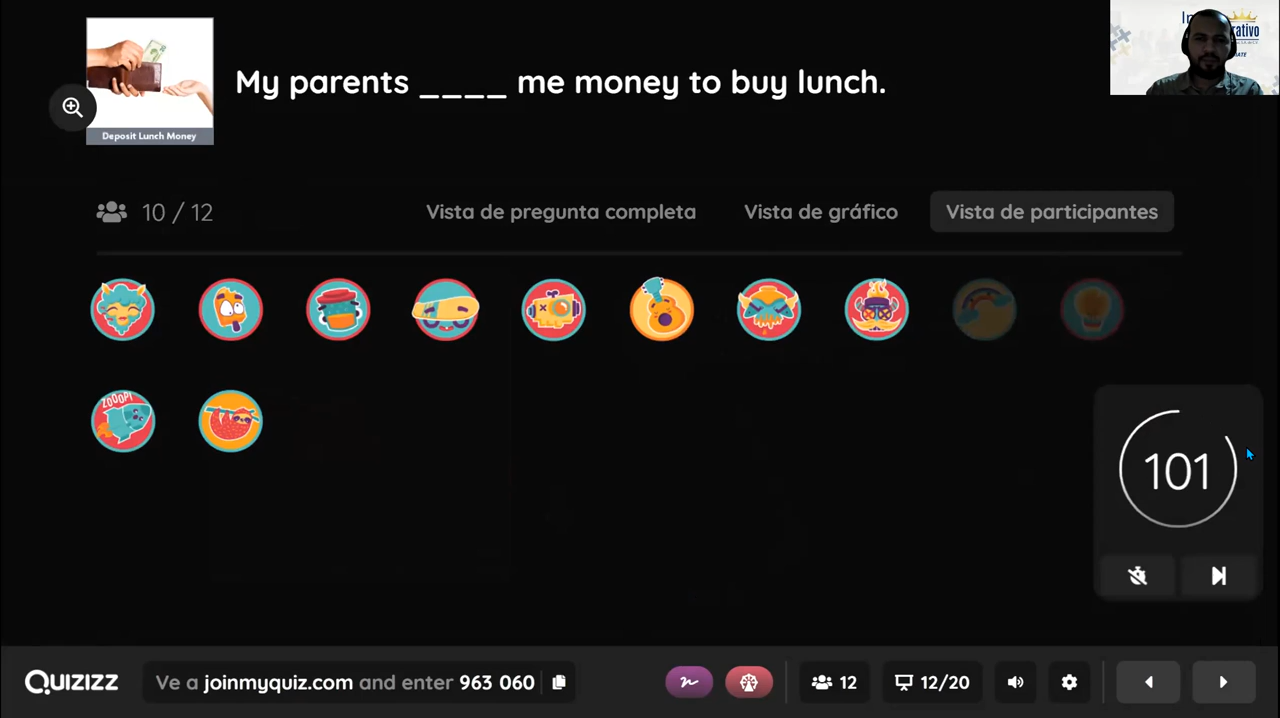 My parents ____ me money to buy lunch.
Deposit Lunch Money
10 / 12
Vista de pregunta completa
Vista de gráfico
Vista de participantes
ZOOOP!
101
Quizizz
Ve a joinmyquiz.com and enter 963 060
12
12/20